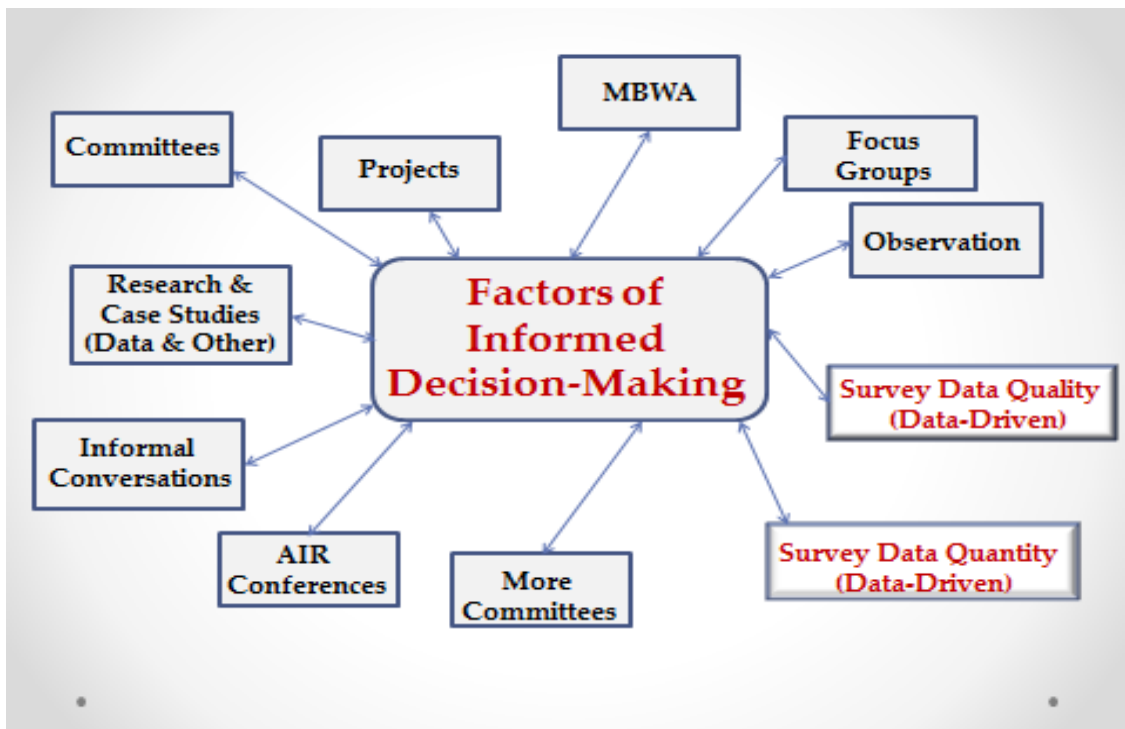 MBWA
Committees
Projects
Focus
Groups
Observation
Research &
Case Studies
(Data & Other)
Factors of
Informed
Decision-Making
Survey Data Quality
(Data-Driven)
Informal
Conversations
AIR
Conferences
More
Committees
Survey Data Quantity
(Data-Driven)